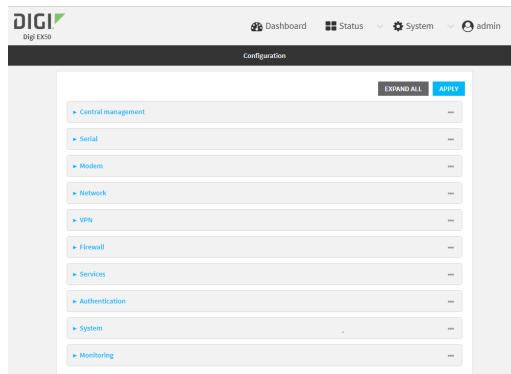 DIGI
Digi EX50
Dashboard Status System admin
Configuration
EXPAND ALL APPLY
Central management
Serial
Modem
Network
VPN
Firewall
Services
Authentication
System
Monitoring